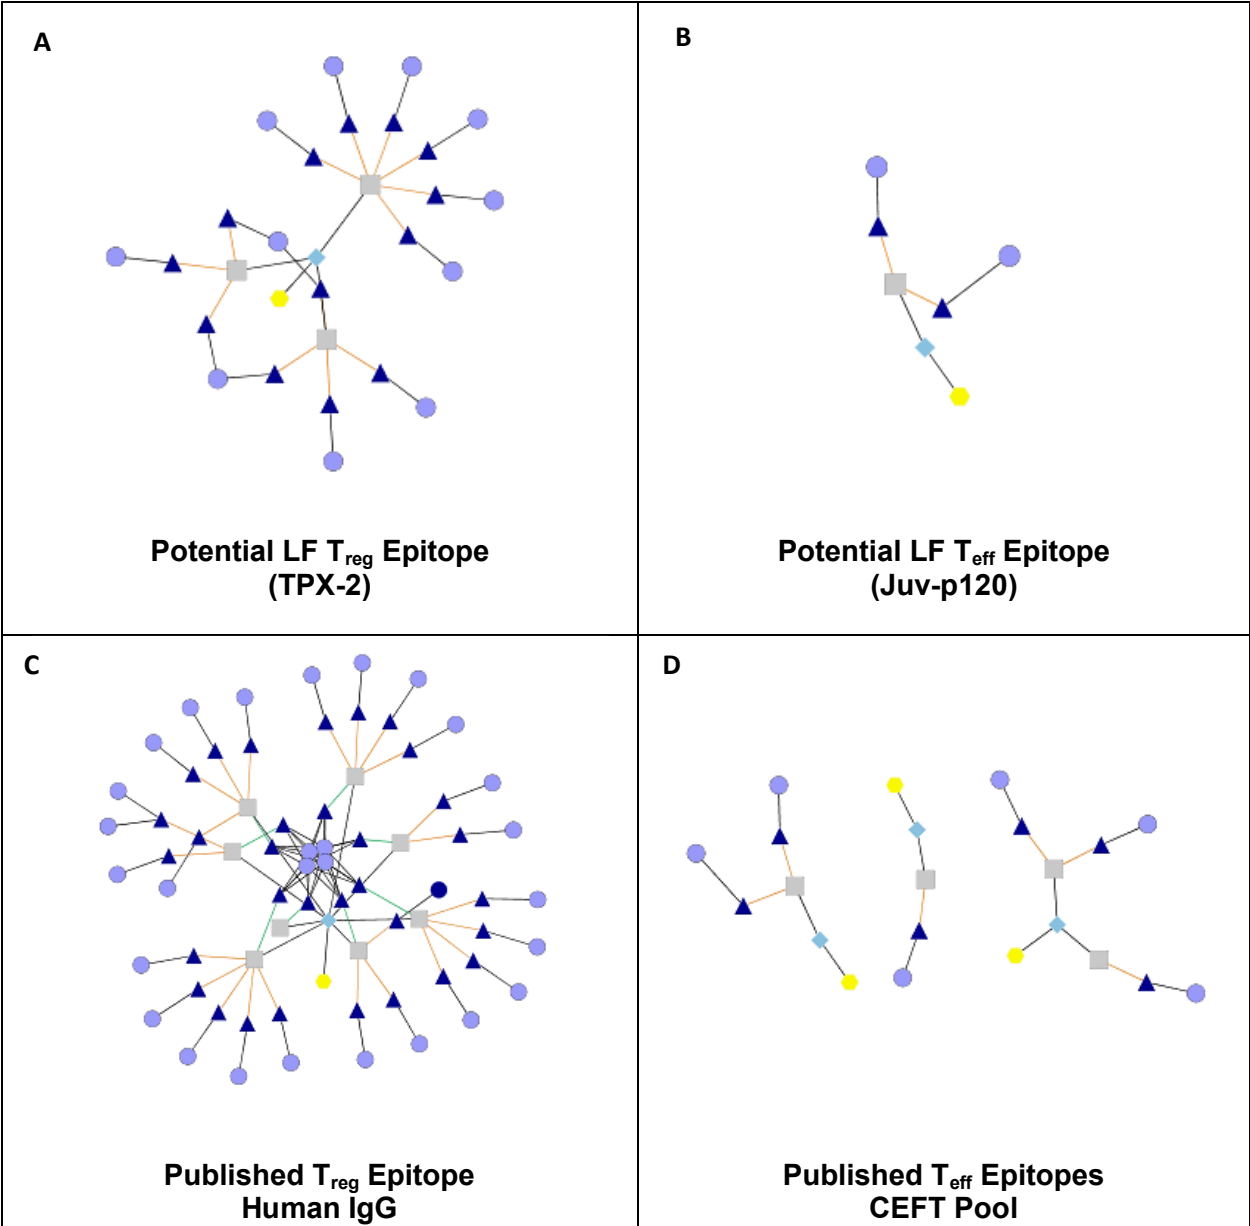 A
B
Potential LF Treg Epitope
(TPX-2)
Potential LF Teff Epitope
(Juv-p120)
C
D
Published Treg Epitope
Human IgG
Published Teff Epitopes
CEFT Pool